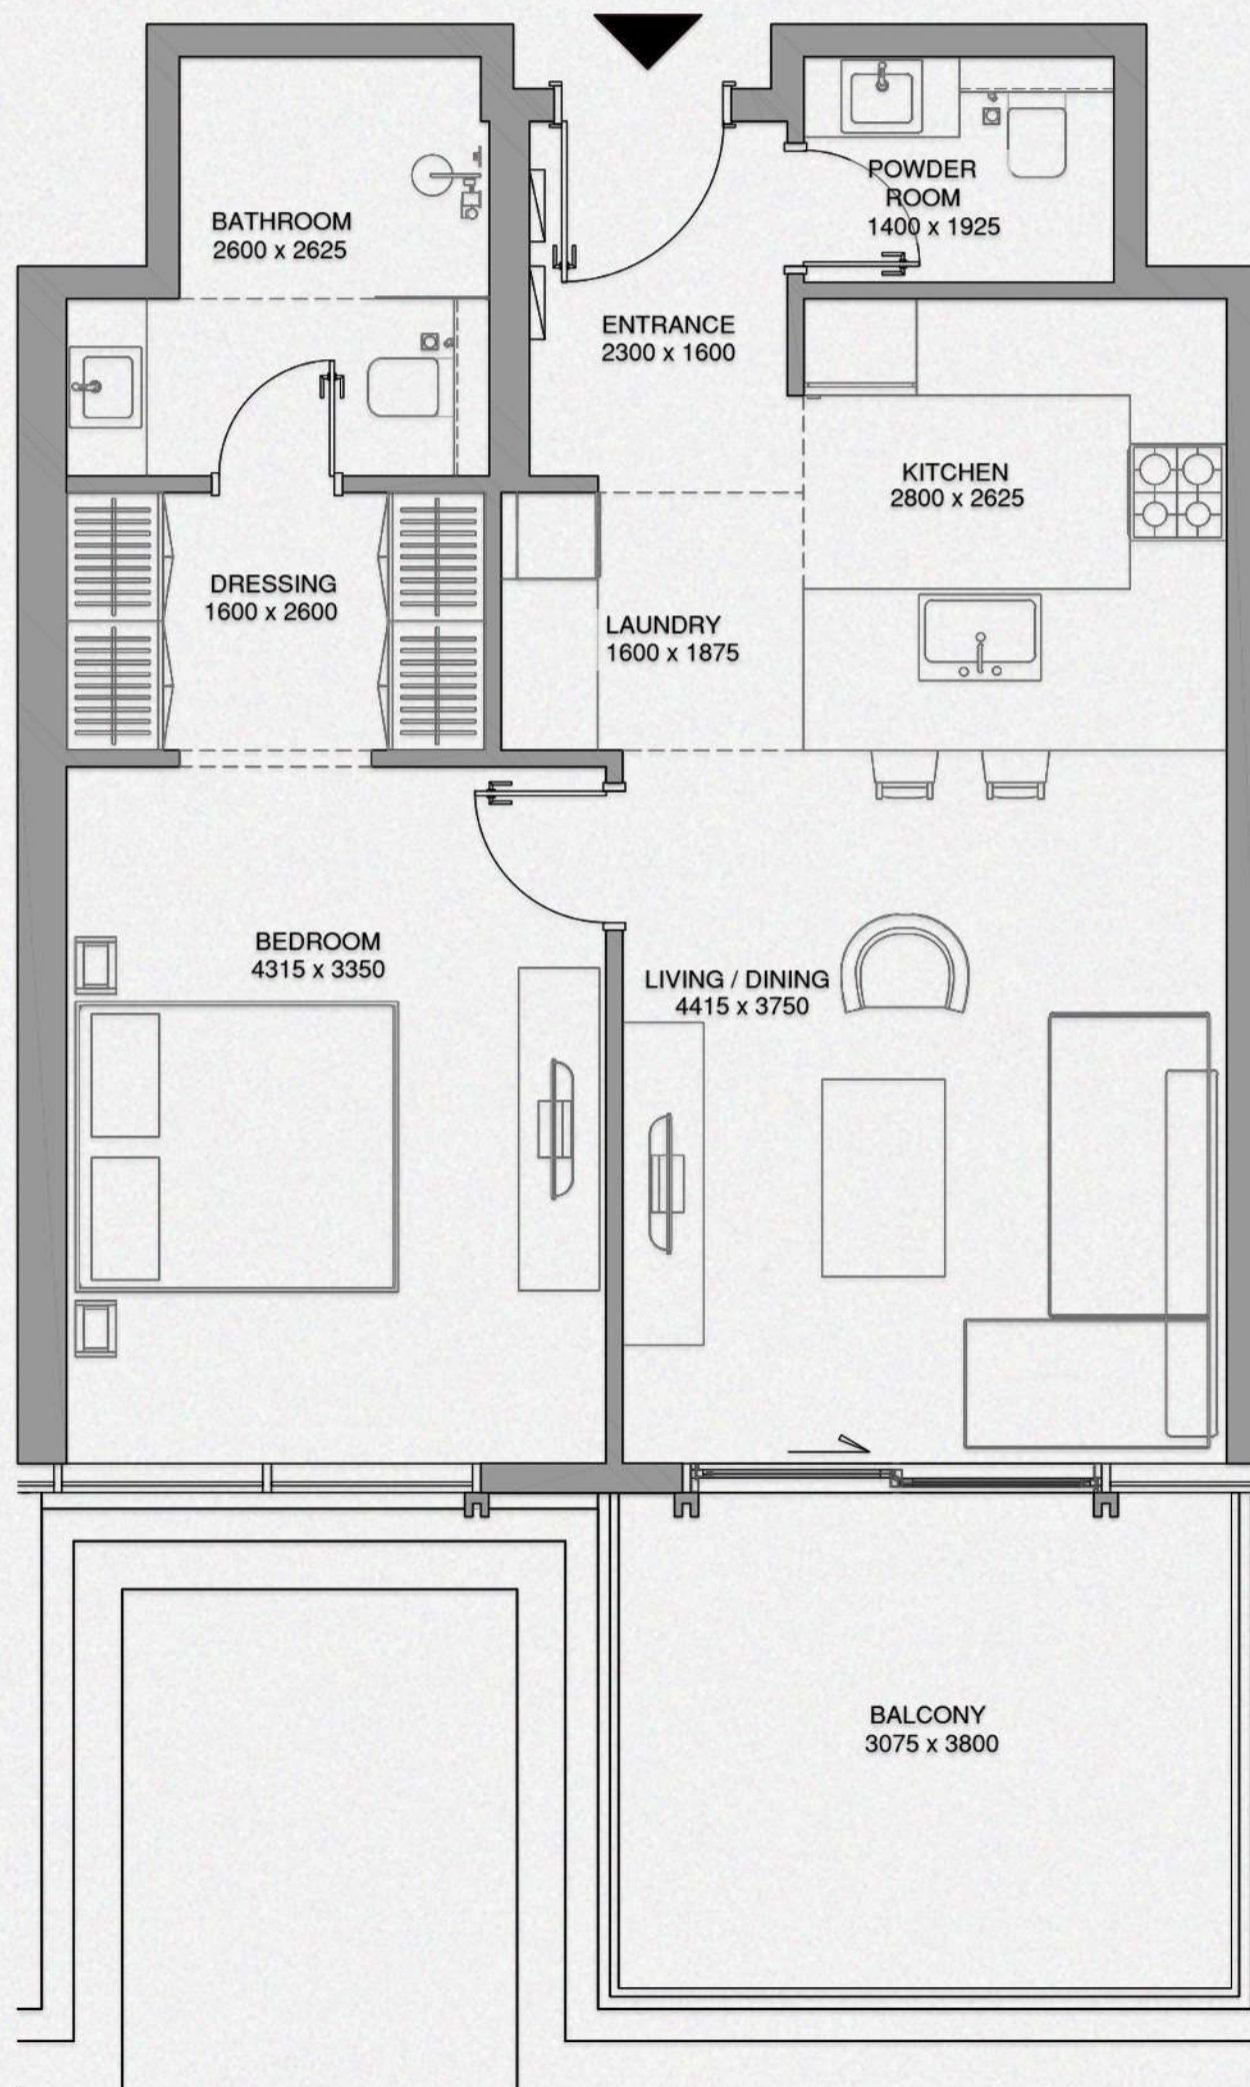 POWDER
ROOM
1400 x 1925
BATHROOM
2600 x 2625
ENTRANCE
2300 x 1600
KITCHEN
2800 x 2625
DRESSING
1600 x 2600
LAUNDRY
1600 x 1875
BEDROOM
4315 x 3350
LIVING / DINING
4415 x 3750
BALCONY
3075 x 3800